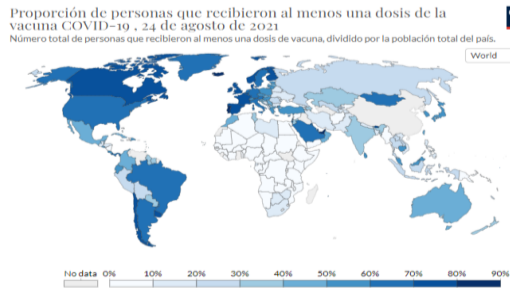 Proporción de personas que recibieron al menos una dosis de la
vacuna COVID-19 , 24 de agosto de 2021
Número total de personas que recibieron al menos una dosis de vacuna, dividido por la población total del país.
World
No data 0% 10% 20% 30% 40% 50% 60% 70% 80% 90%